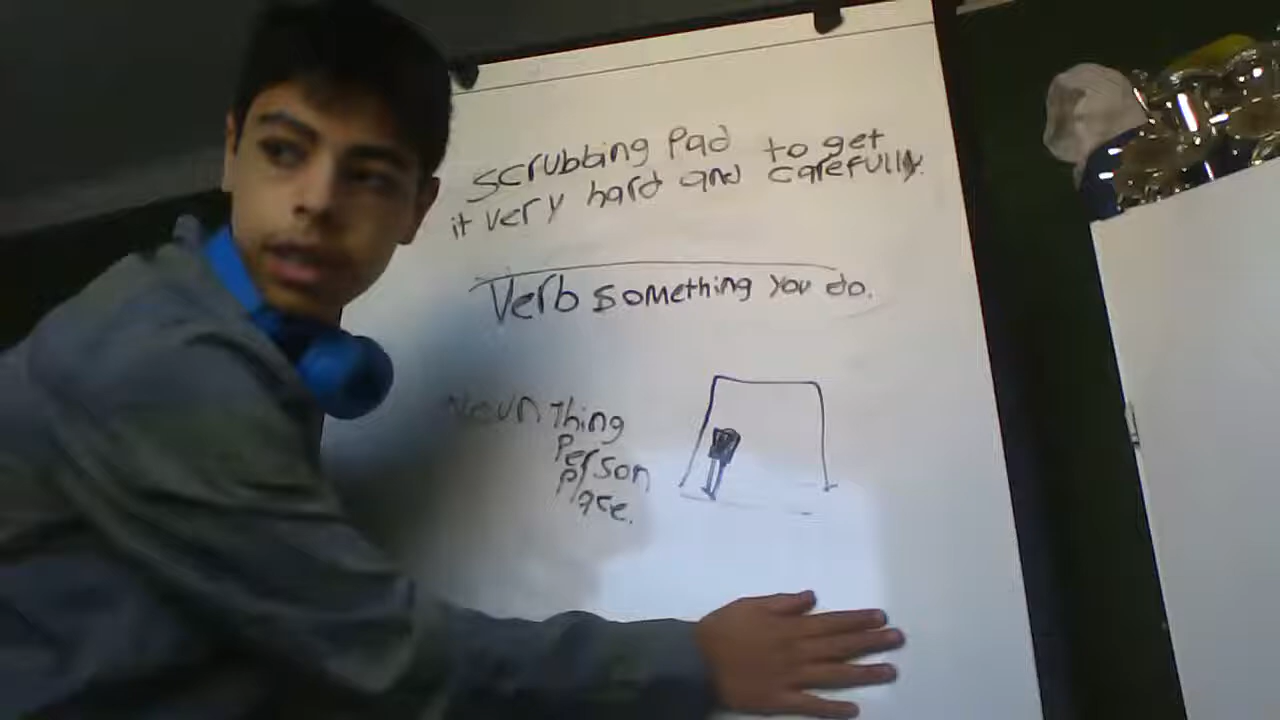 scrubbing Pad to get
it very hard and carefully.
Verb something you do.
Noun Thing
Person
Place.